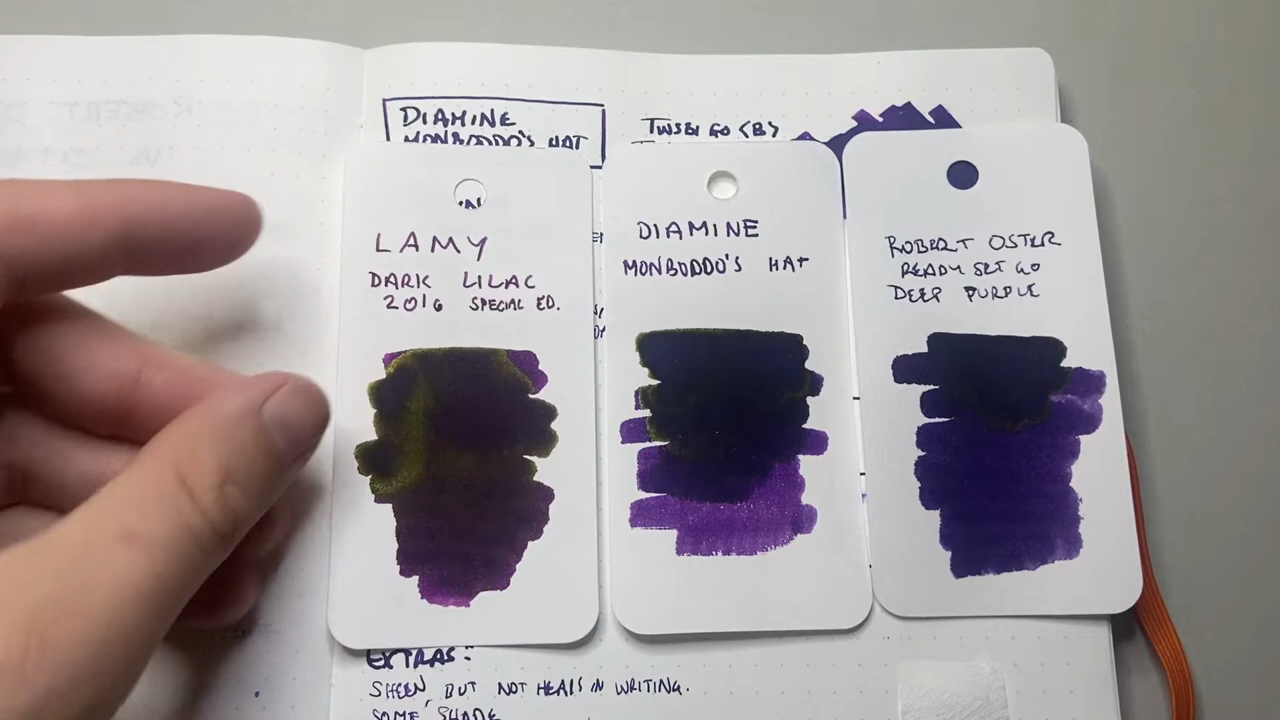 DIAMINE
MONBODDO'S HAT
TWSBI GO <B>
LAMY
DARK LILAC
2016 SPECIAL ED.
DIAMINE
MONBODDO'S HAT
ROBERT OSTER
READY SET GO
DEEP PURPLE
EXTRAS:
SHEEN, BUT NOT HEAPS IN WRITING.
SOME SHADE